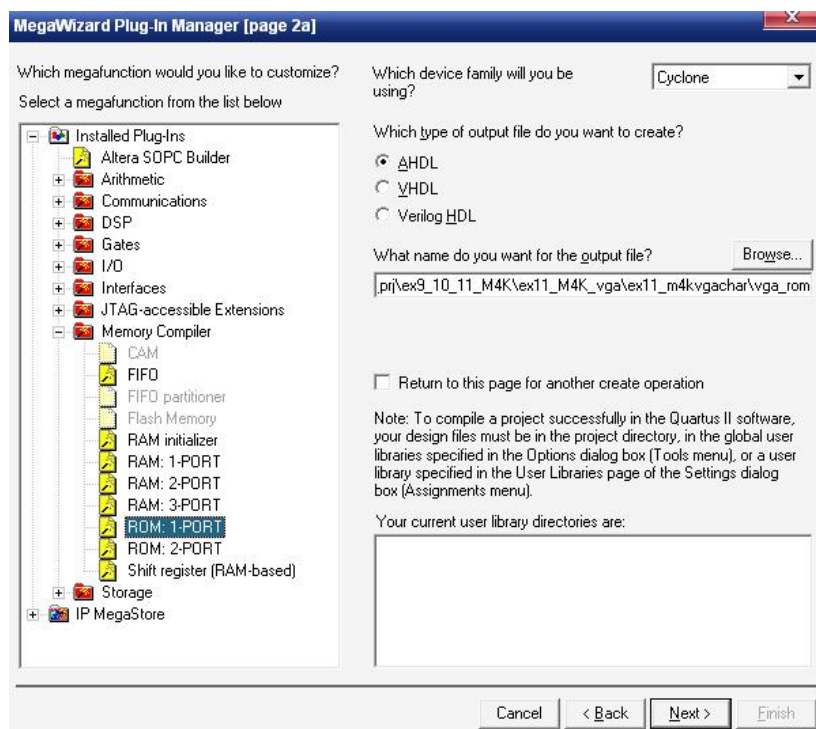 MegaWizard Plug-In Manager [page 2a]
X
Which megafunction would you like to customize?
Select a megafunction from the list below
Installed Plug-Ins
Altera SOPC Builder
Arithmetic
Communications
DSP
Gates
I/O
Interfaces
JTAG-accessible Extensions
Memory Compiler
CAM
FIFO
FIFO partitioner
Flash Memory
RAM initializer
RAM: 1-PORT
RAM: 2-PORT
RAM: 3-PORT
ROM: 1-PORT
ROM: 2-PORT
Shift register (RAM-based)
Storage
IP MegaStore
Which device family will you be
using?
Cyclone
Which type of output file do you want to create?
AHDL
VHDL
Verilog HDL
What name do you want for the output file?
Browse...
prj\ex9_10_11_M4K\ex11_M4K_vga\ex11_m4kvgachar\vga_rom
Return to this page for another create operation
Note: To compile a project successfully in the Quartus II software,
your design files must be in the project directory, in the global user
libraries specified in the Options dialog box (Tools menu), or a user
library specified in the User Libraries page of the Settings dialog
box (Assignments menu).
Your current user library directories are:
Cancel
< Back
Next >
Finish